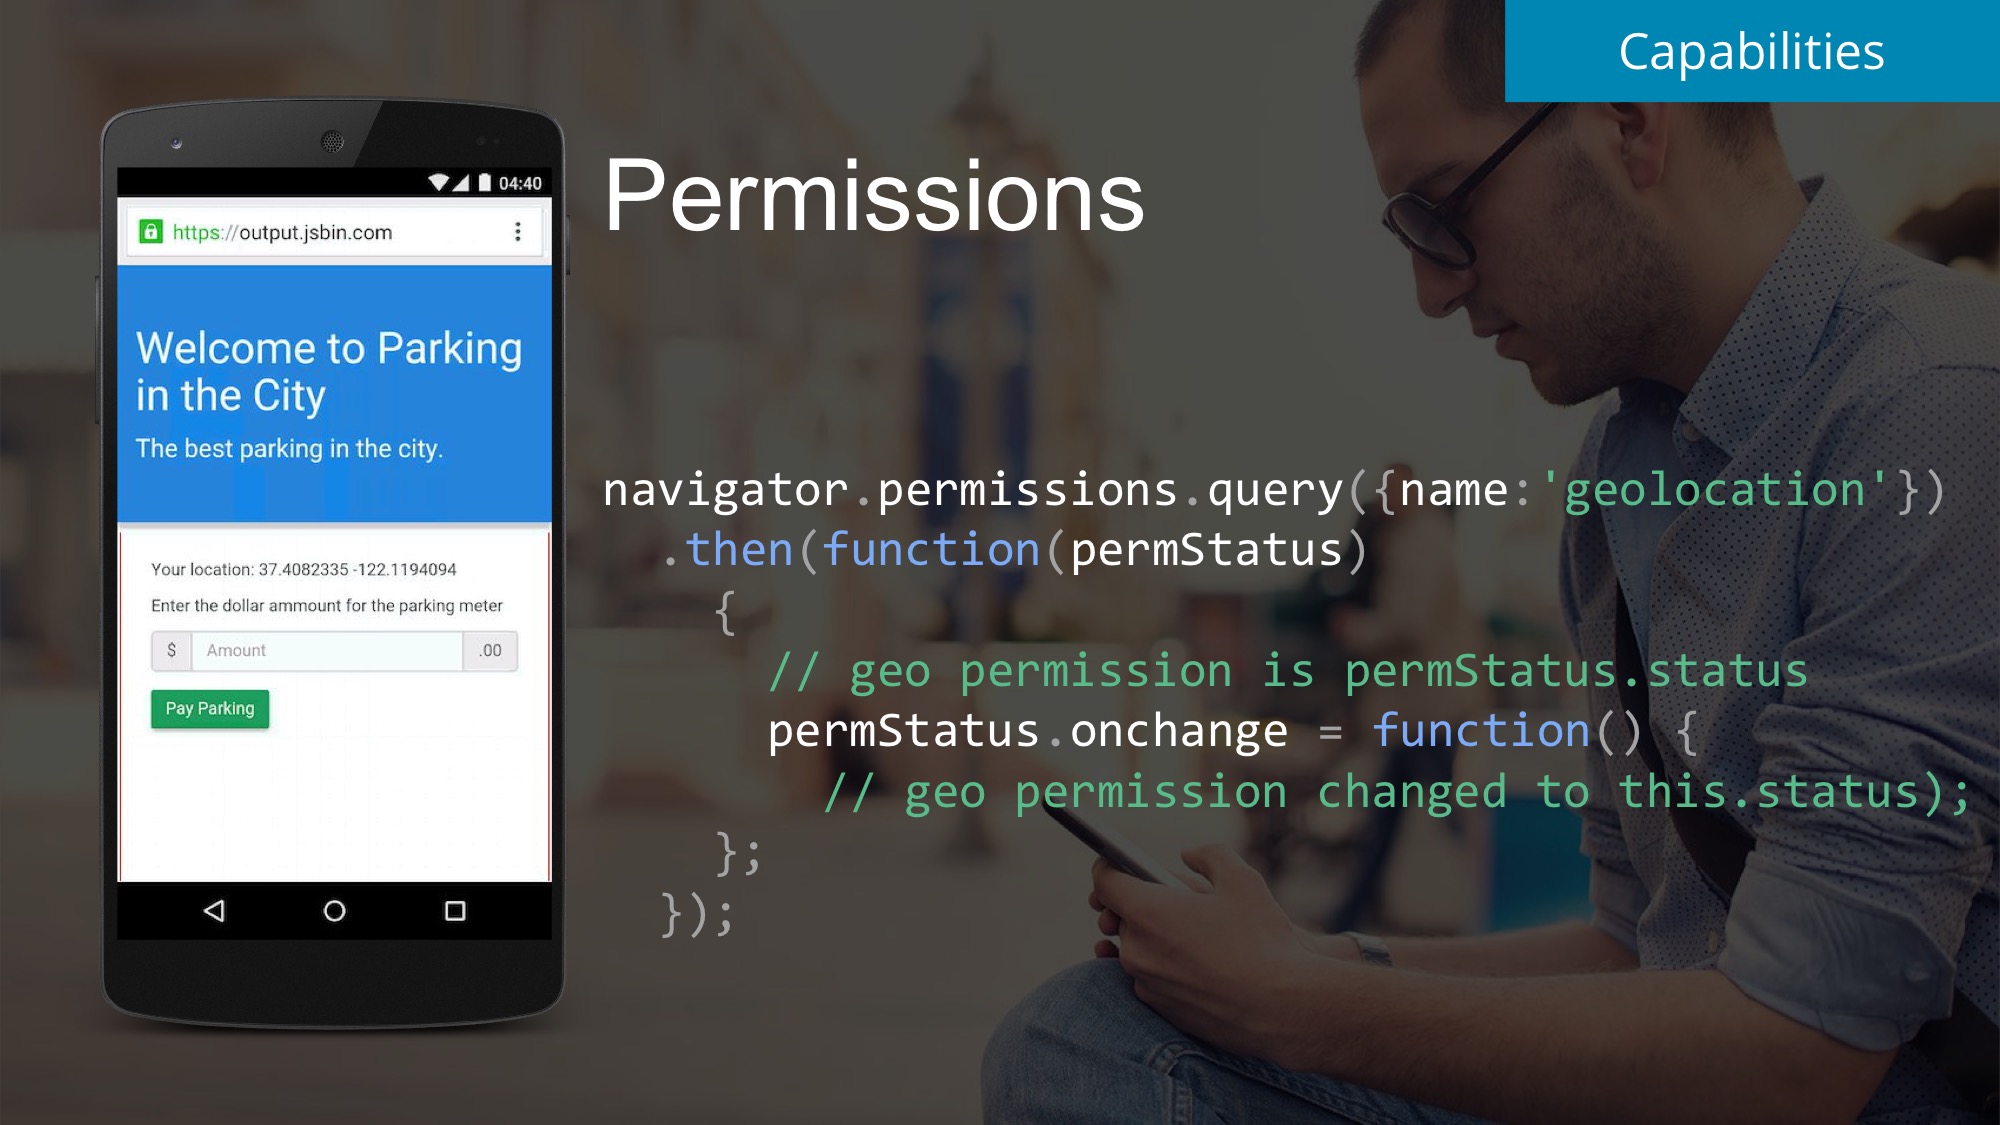 Capabilities
Permissions
04:40
https://output.jsbin.com
Welcome to Parking
in the City
The best parking in the city.
Your location: 37.4082335 -122.1194094
Enter the dollar ammount for the parking meter
$ Amount .00
Pay Parking
navigator.permissions.query({name:'geolocation'})
.then(function(permStatus)
{
// geo permission is permStatus.status
permStatus.onchange = function() {
// geo permission changed to this.status);
};
});